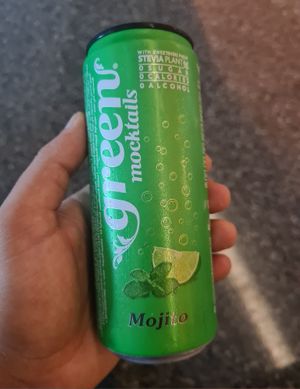 WITH SWEETENER FROM
STEVIA PLANT
0 SUGAR
0 CALORIES
0 ALCOHOL
green
mocktails
Mojito